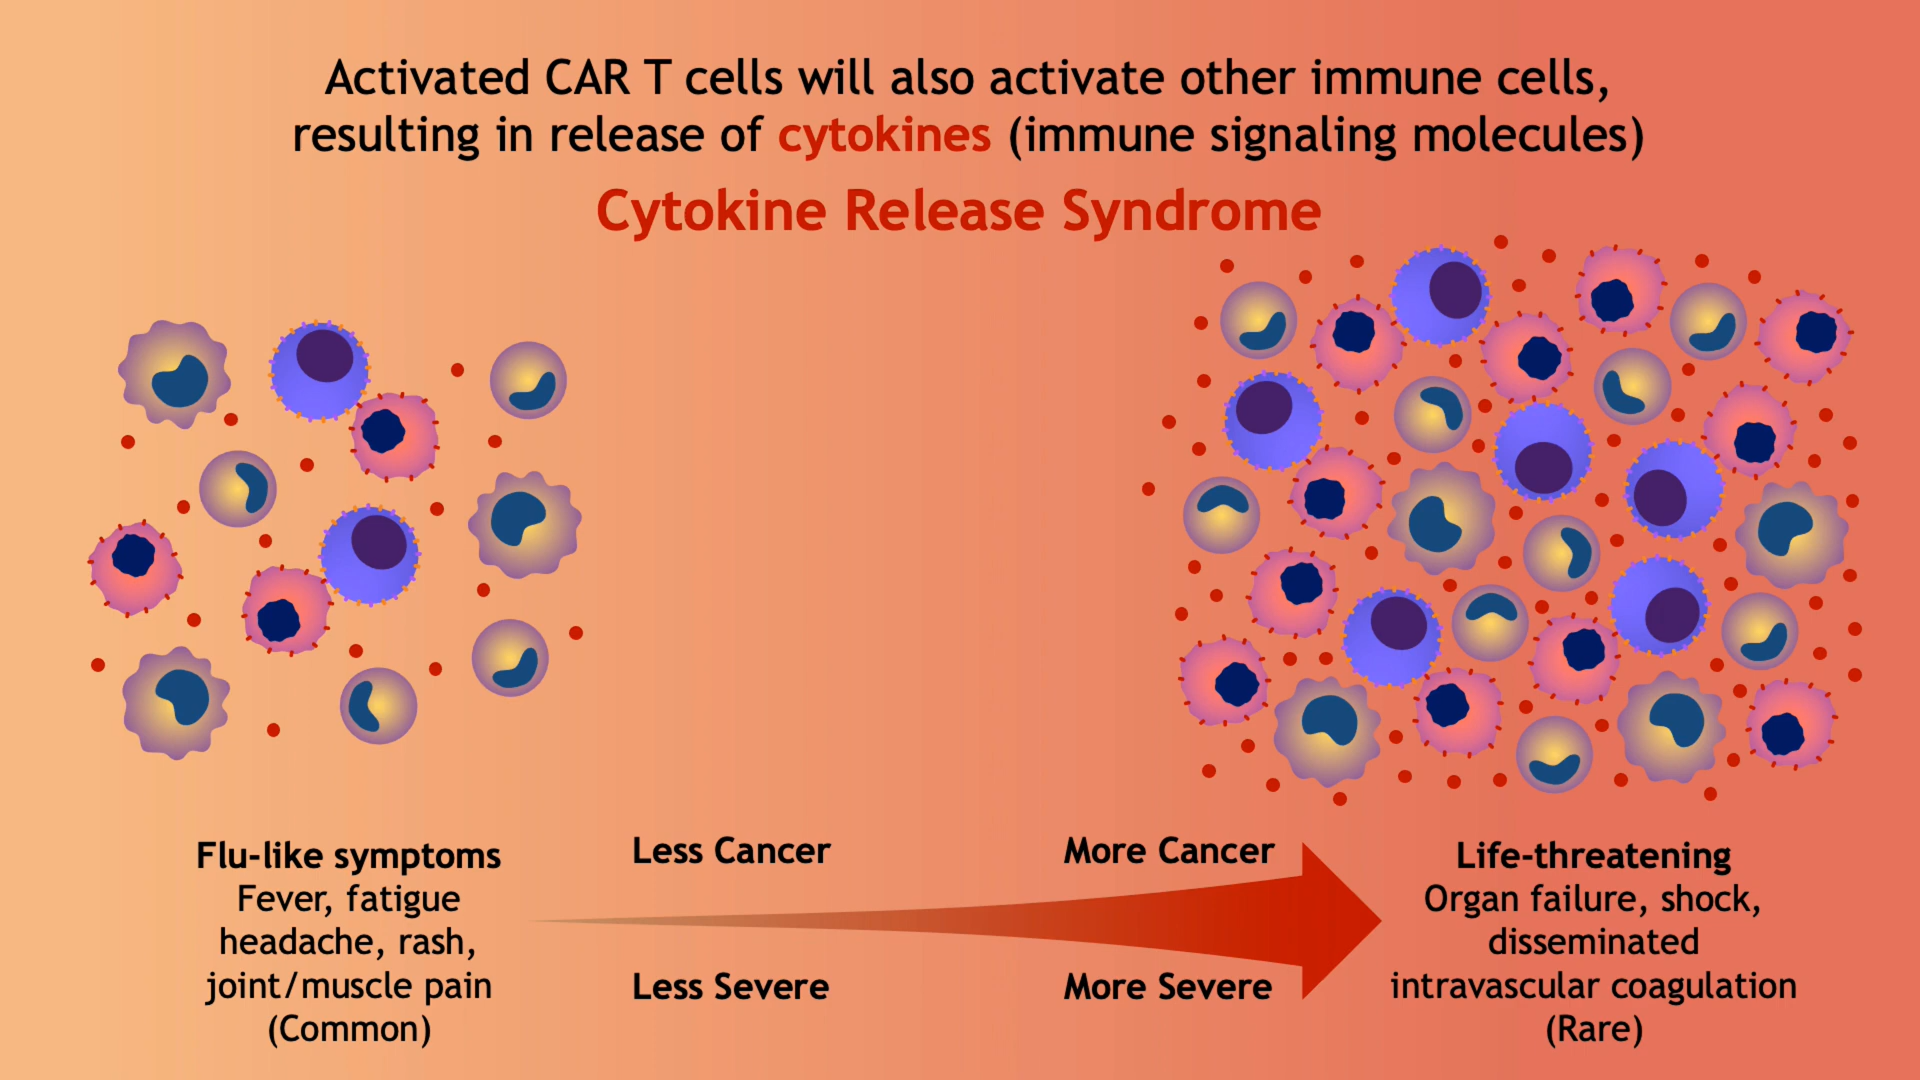 Activated CAR T cells will also activate other immune cells,
resulting in release of cytokines (immune signaling molecules)
Cytokine Release Syndrome
Flu-like symptoms
Fever, fatigue
headache, rash,
joint/muscle pain
(Common)
Less Cancer
More Cancer
Less Severe
More Severe
Life-threatening
Organ failure, shock,
disseminated
intravascular coagulation
(Rare)